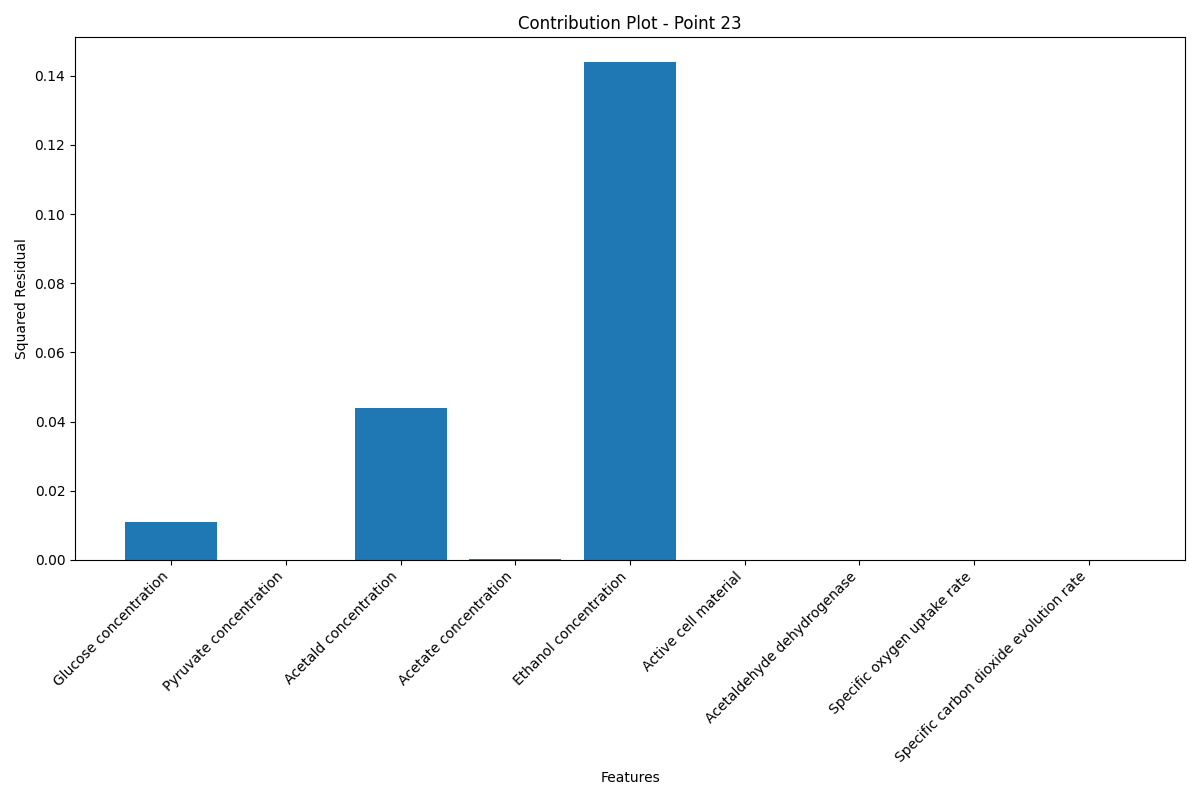 Contribution Plot - Point 23
Squared Residual
0.14
0.12
0.10
0.08
0.06
0.04
0.02
0.00
Glucose concentration
Pyruvate concentration
Acetald concentration
Acetate concentration
Ethanol concentration
Active cell material
Acetaldehyde dehydrogenase
Specific oxygen uptake rate
Specific carbon dioxide evolution rate
Features